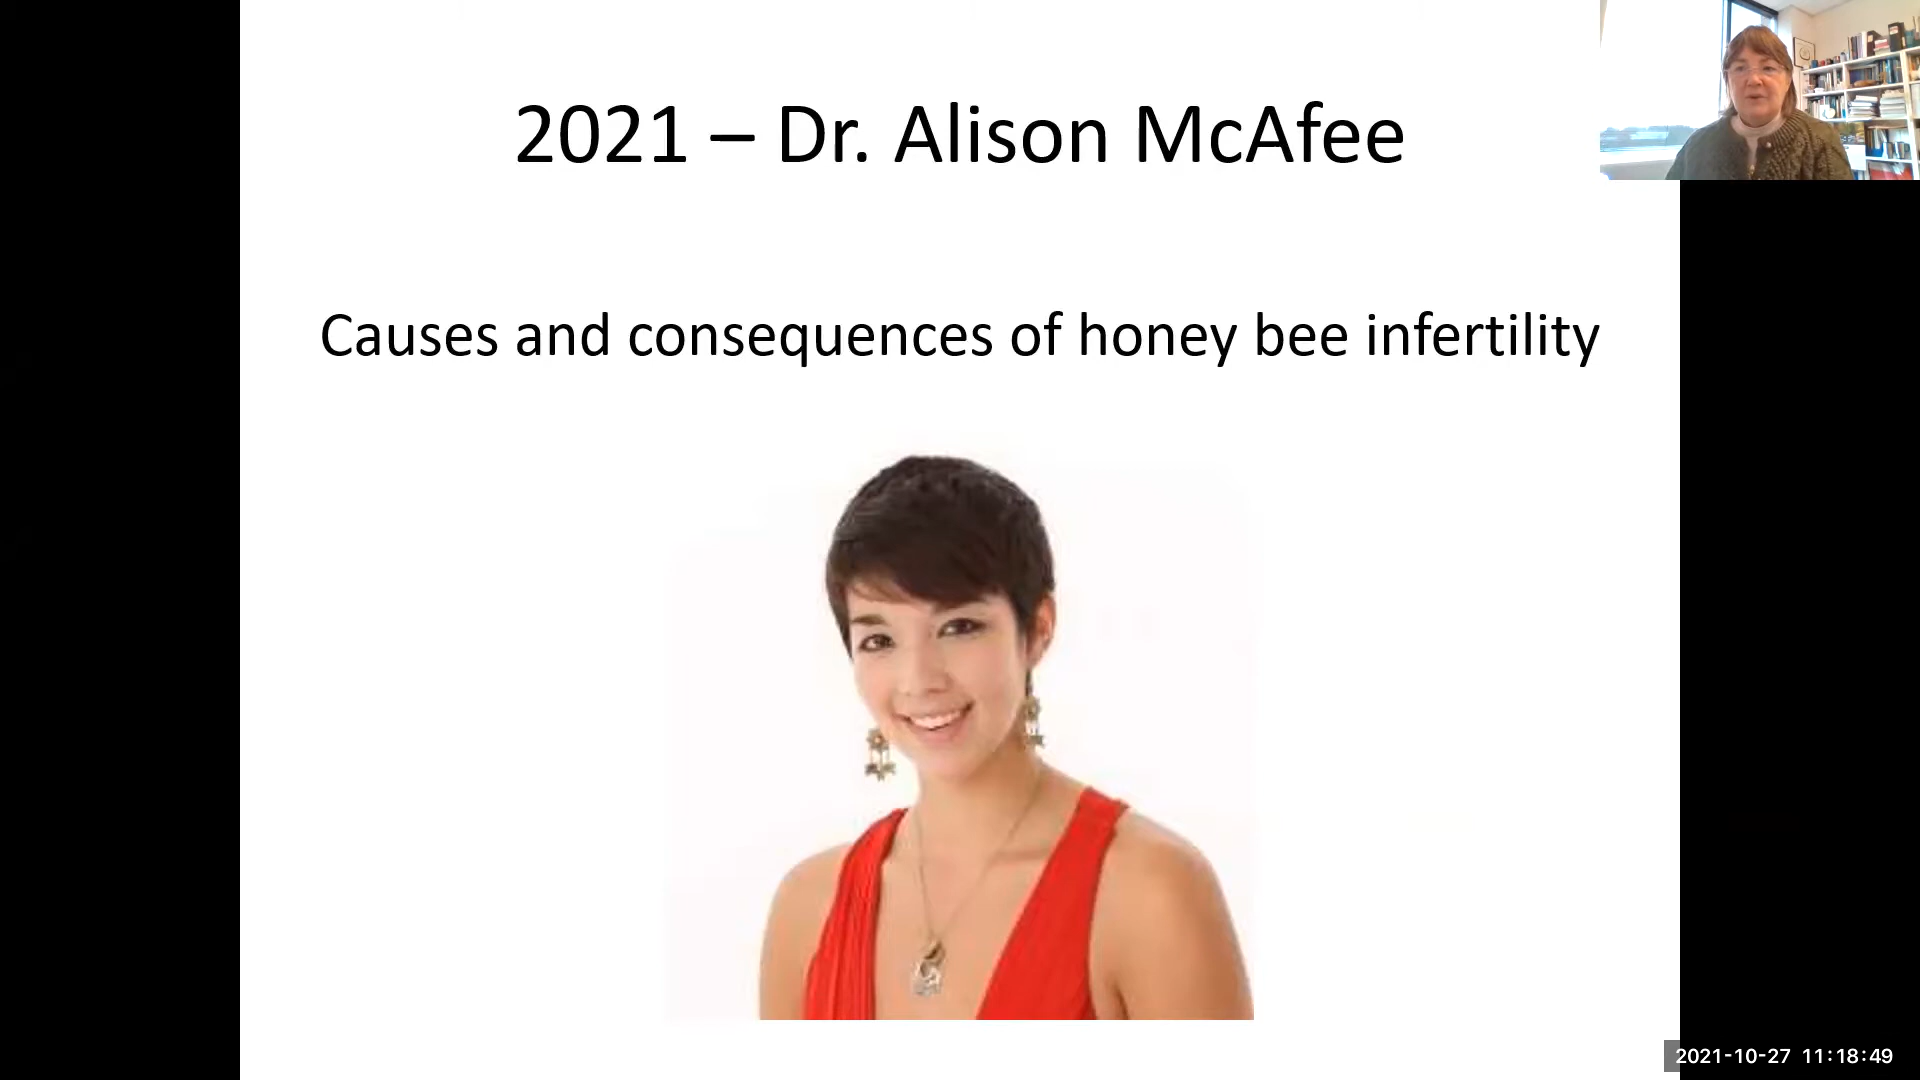 2021 – Dr. Alison McAfee
Causes and consequences of honey bee infertility
2021-10-27 11:18:49